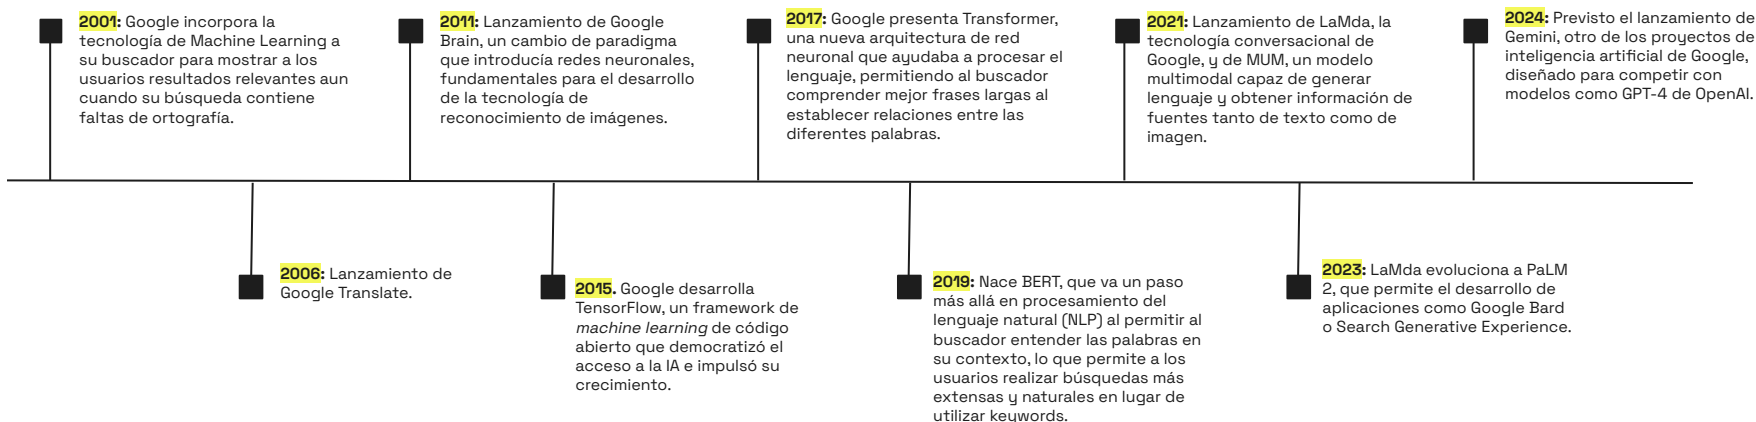 2001: Google incorpora la
tecnología de Machine Learning a
su buscador para mostrar a los
usuarios resultados relevantes aun
cuando su búsqueda contiene
faltas de ortografía.
2011: Lanzamiento de Google
Brain, un cambio de paradigma
que introducía redes neuronales,
fundamentales para el desarrollo
de la tecnología de
reconocimiento de imágenes.
2017: Google presenta Transformer,
una nueva arquitectura de red
neuronal que ayudaba a procesar el
lenguaje, permitiendo al buscador
comprender mejor frases largas al
establecer relaciones entre las
diferentes palabras.
2021: Lanzamiento de LaMda, la
tecnología conversacional de
Google, y de MUM, un modelo
multimodal capaz de generar
lenguaje y obtener información de
fuentes tanto de texto como de
imagen.
2024: Previsto el lanzamiento de
Gemini, otro de los proyectos de
inteligencia artificial de Google,
diseñado para competir con
modelos como GPT-4 de OpenAI.
2006: Lanzamiento de
Google Translate.
2015. Google desarrolla
TensorFlow, un framework de
machine learning de código
abierto que democratizó el
acceso a la IA e impulsó su
crecimiento.
2019: Nace BERT, que va un paso
más allá en procesamiento del
lenguaje natural (NLP) al permitir al
buscador entender las palabras en
su contexto, lo que permite a los
usuarios realizar búsquedas más
extensas y naturales en lugar de
utilizar keywords.
2023: LaMda evoluciona a PaLM
2, que permite el desarrollo de
aplicaciones como Google Bard
o Search Generative Experience.